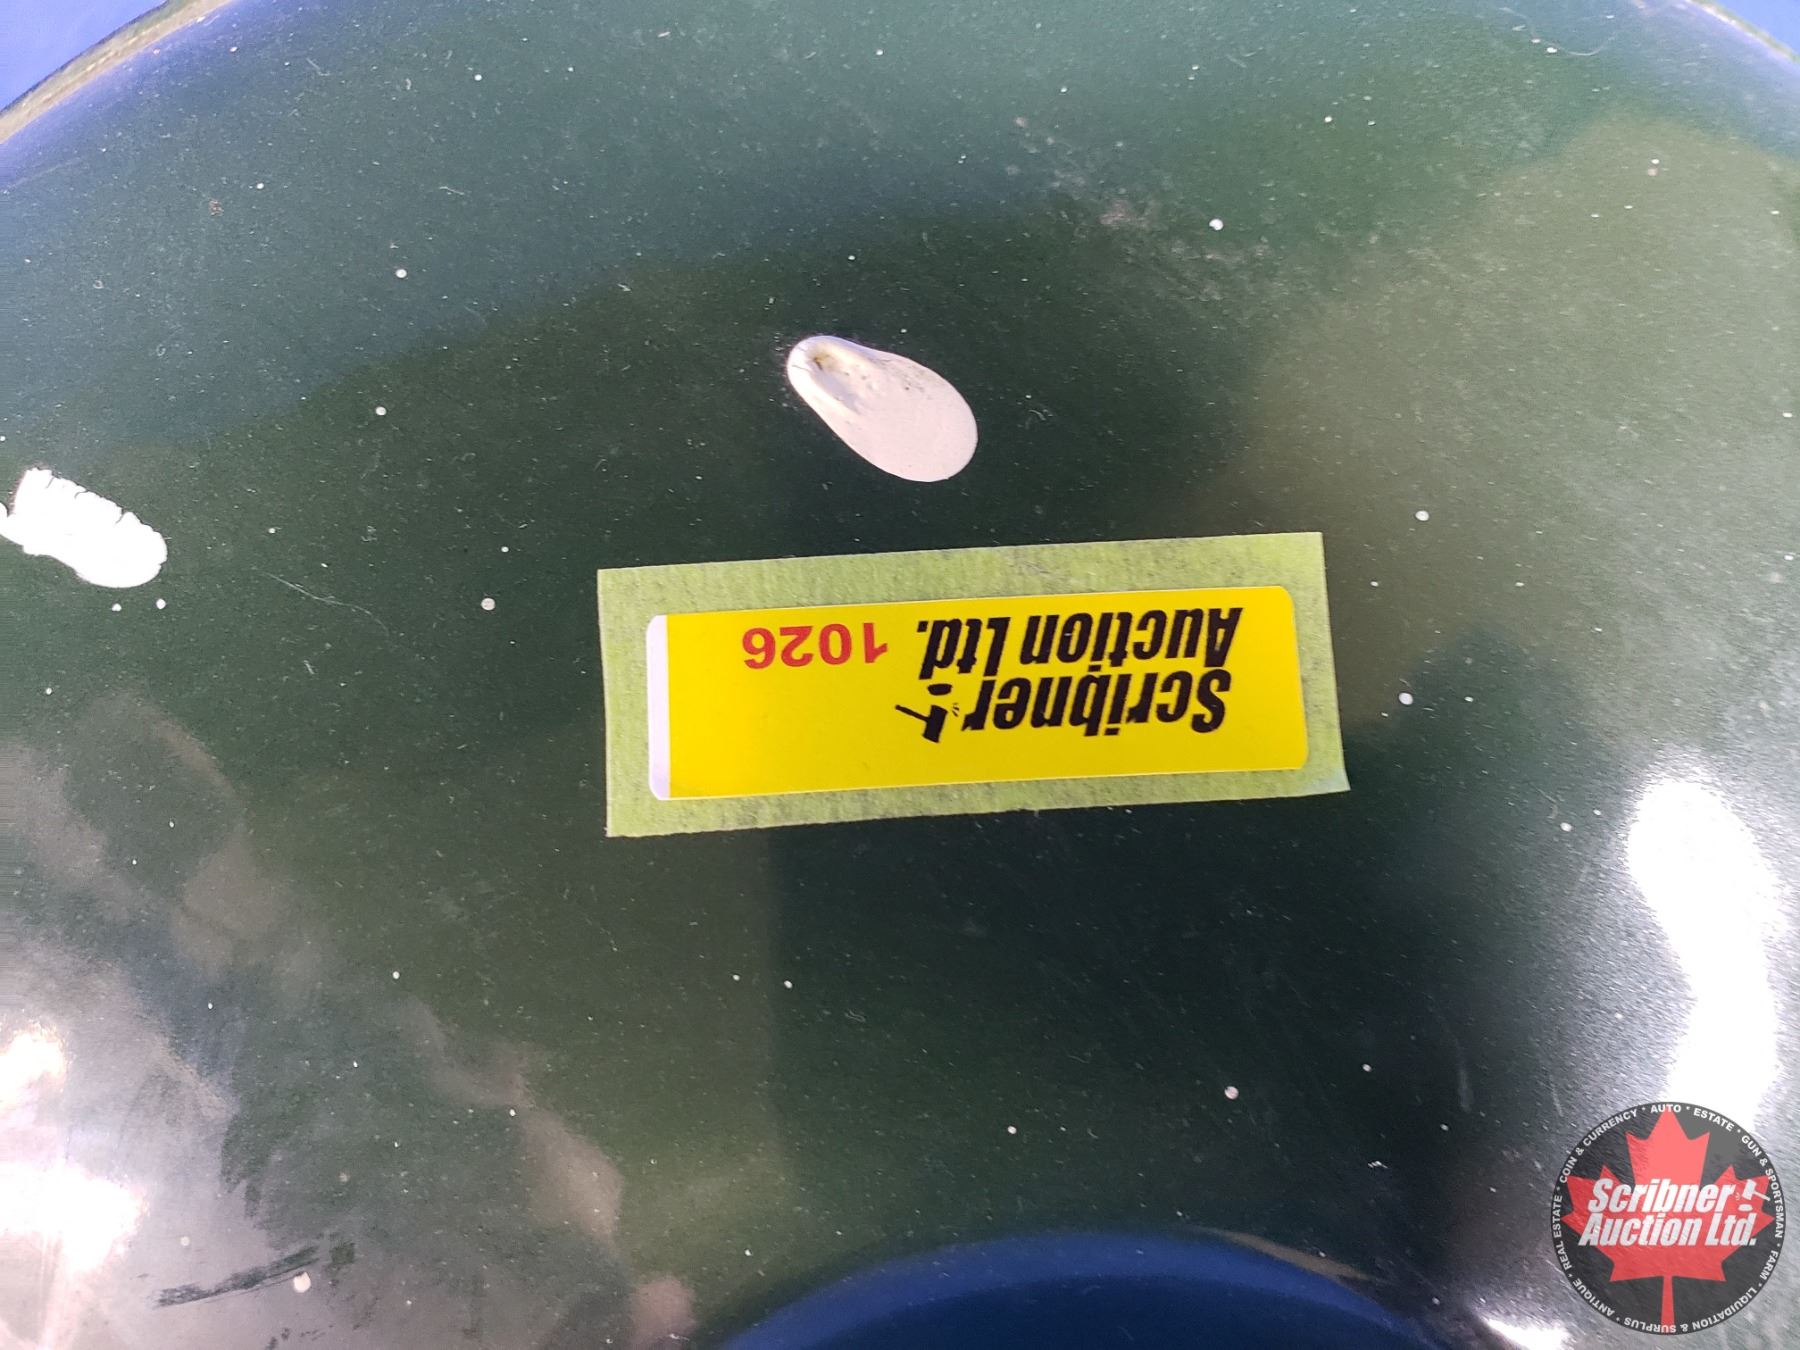 Scribner
Auction Ltd. 1026
Scribner
Auction Ltd.
COIN & CURRENCY * AUTO * ESTATE * GUN & SPORTSMAN * FARM * LIQUIDATION & SURPLUS * ANTIQUE * REAL ESTATE *